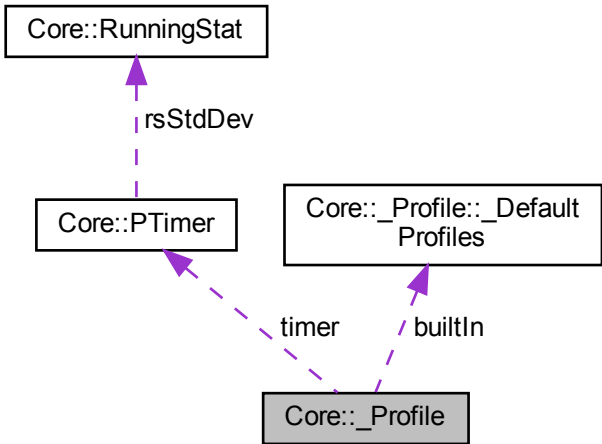 Core::RunningStat
rsStdDev
Core::PTimer
Core::_Profile::_Default
Profiles
timer
builtIn
Core::_Profile